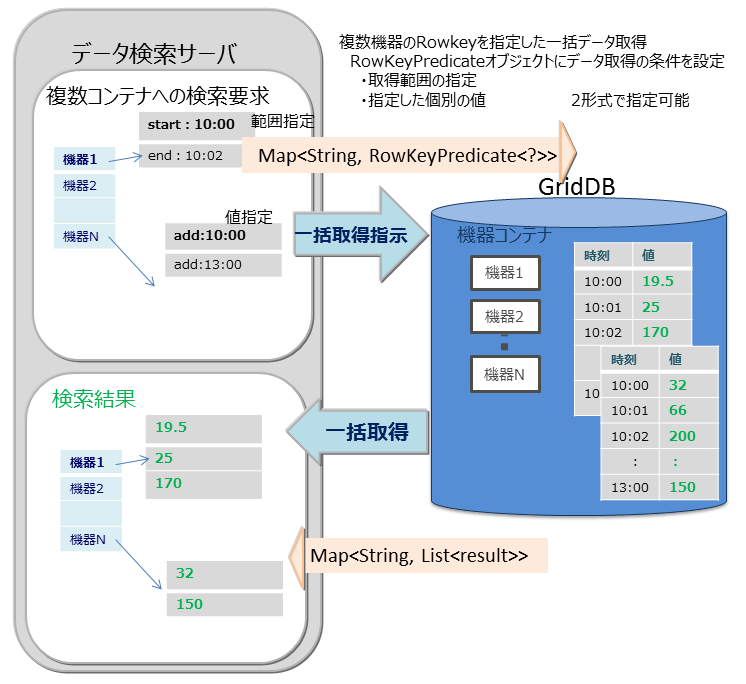 複数機器のRowkeyを指定した一括データ取得
RowKeyPredicateオブジェクトにデータ取得の条件を設定
・取得範囲の指定
・指定した個別の値 2形式で指定可能
データ検索サーバ
複数コンテナへの検索要求
start：10:00 範囲指定
end：10:02
機器1
機器2
機器N
値指定
add:10:00
add:13:00
Map<String, RowKeyPredicate<?>>
一括取得指示
GridDB
機器コンテナ
機器1
機器2
機器N
時刻 値
10:00 19.5
10:01 25
10:02 170
10
時刻 値
10:00 32
10:01 66
10:02 200
: :
13:00 150
一括取得
検索結果
19.5
25
170
機器1
機器2
機器N
32
150
Map<String, List<result>>